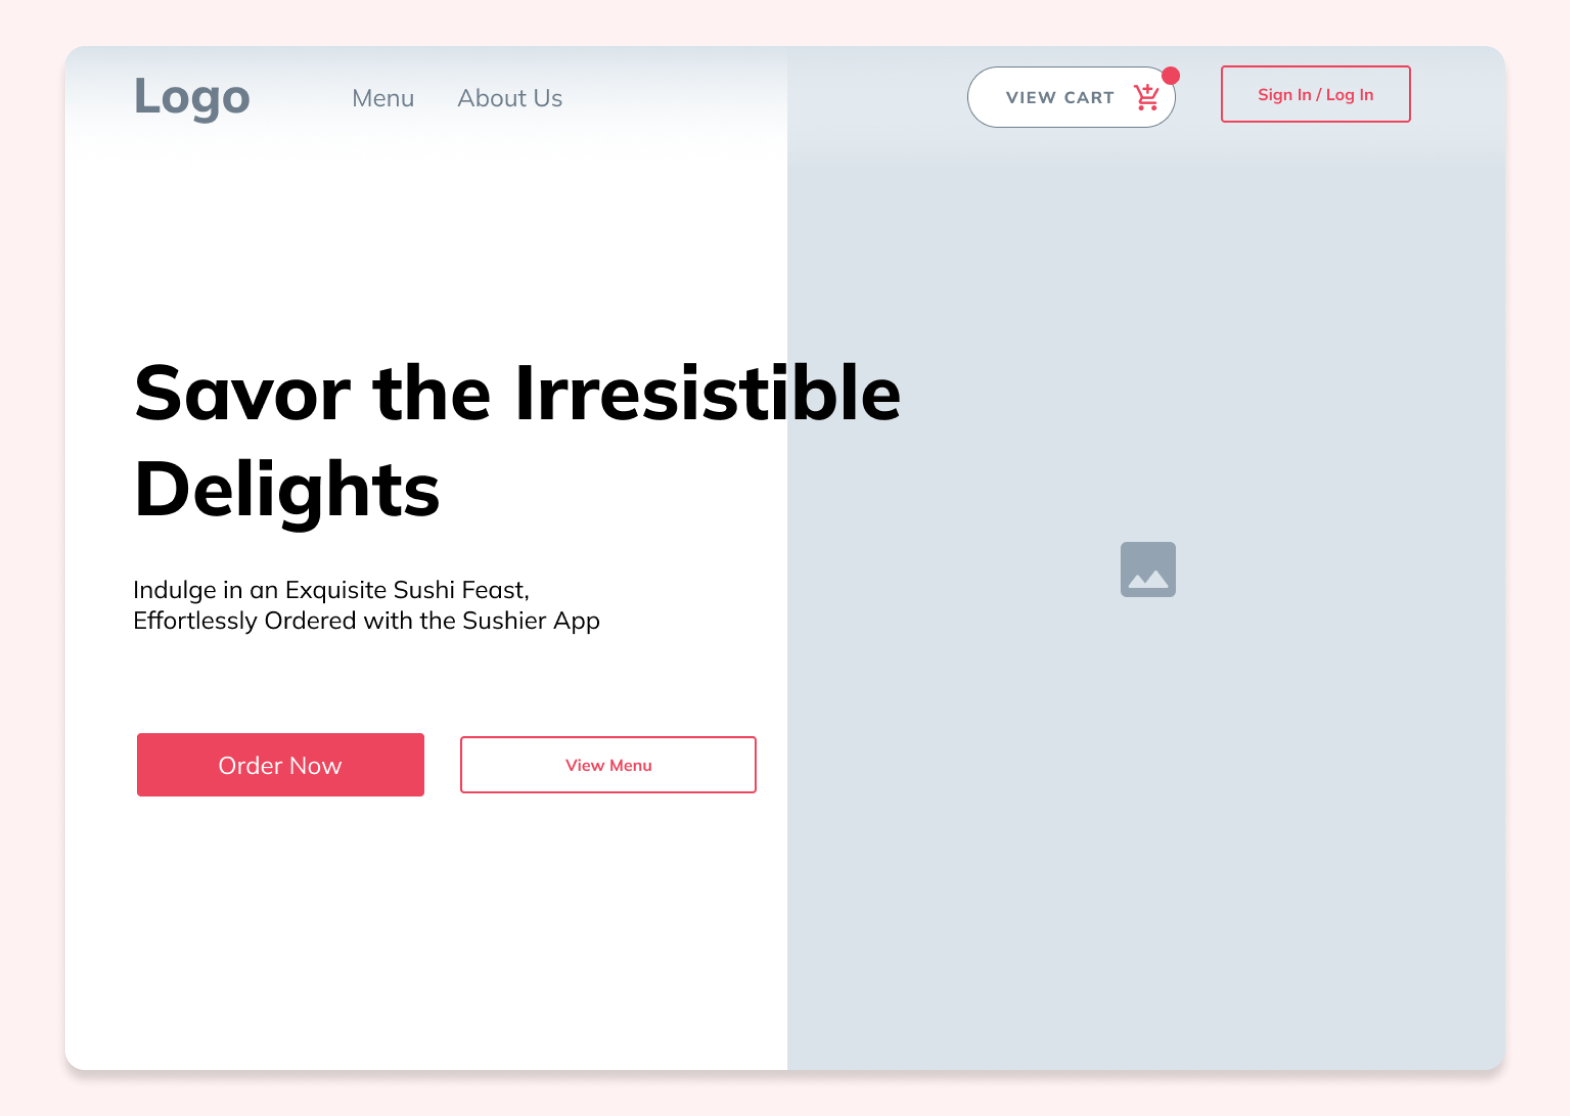 Logo
Menu
About Us
VIEW CART
Sign In / Log In
Savor the Irresistible
Delights
Indulge in an Exquisite Sushi Feast,
Effortlessly Ordered with the Sushier App
Order Now
View Menu